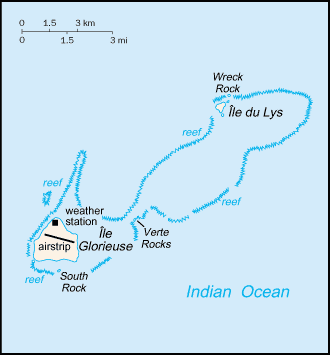 0 1.5 3 km
0 1.5 3 mi
Wreck
Rock
Île du Lys
reef
reef
reef
weather
station
Île
Glorieuse
airstrip
Verte
Rocks
South
Rock
reef
Indian Ocean